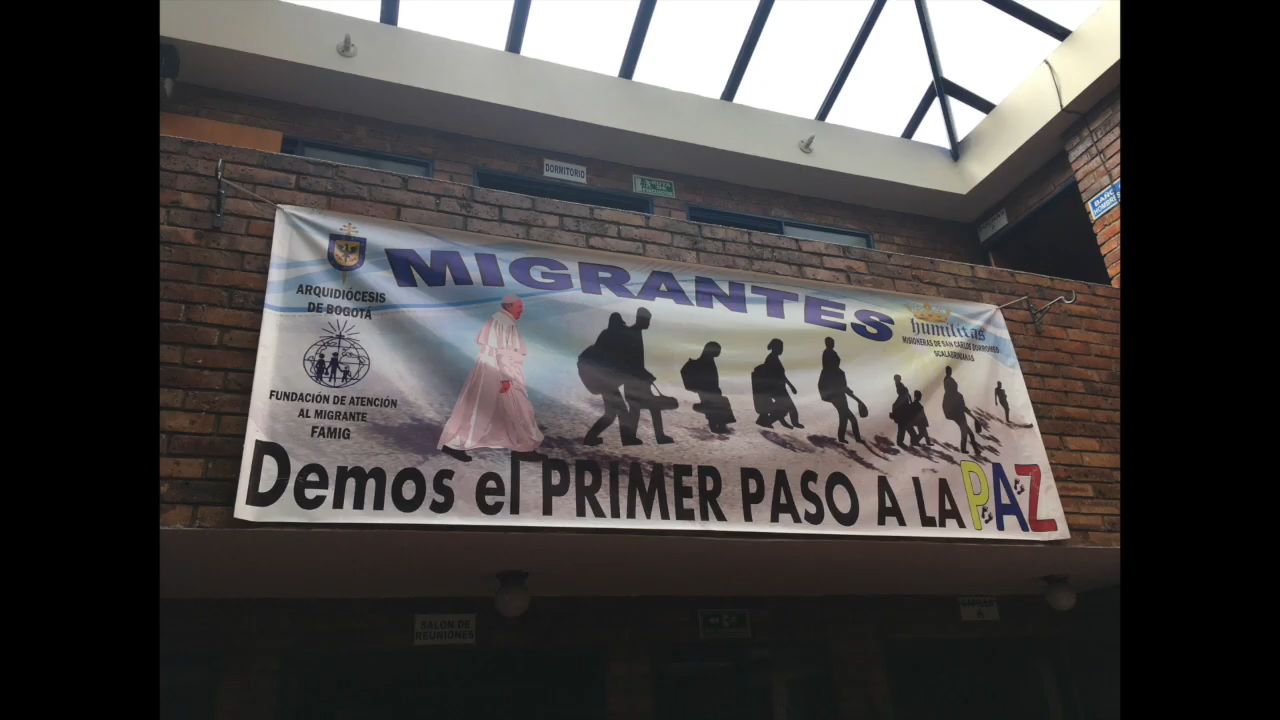 DORMITORIO
ARQUIDIÓCESIS
DE BOGOTÁ
FUNDACIÓN DE ATENCIÓN
AL MIGRANTE
FAMIG
MIGRANTES
humilitas
MISIONERAS DE SAN CARLOS BORROMEO
SCALABRINIANAS
Demos el PRIMER PASO A LA PAZ
SALON DE
REUNIONES